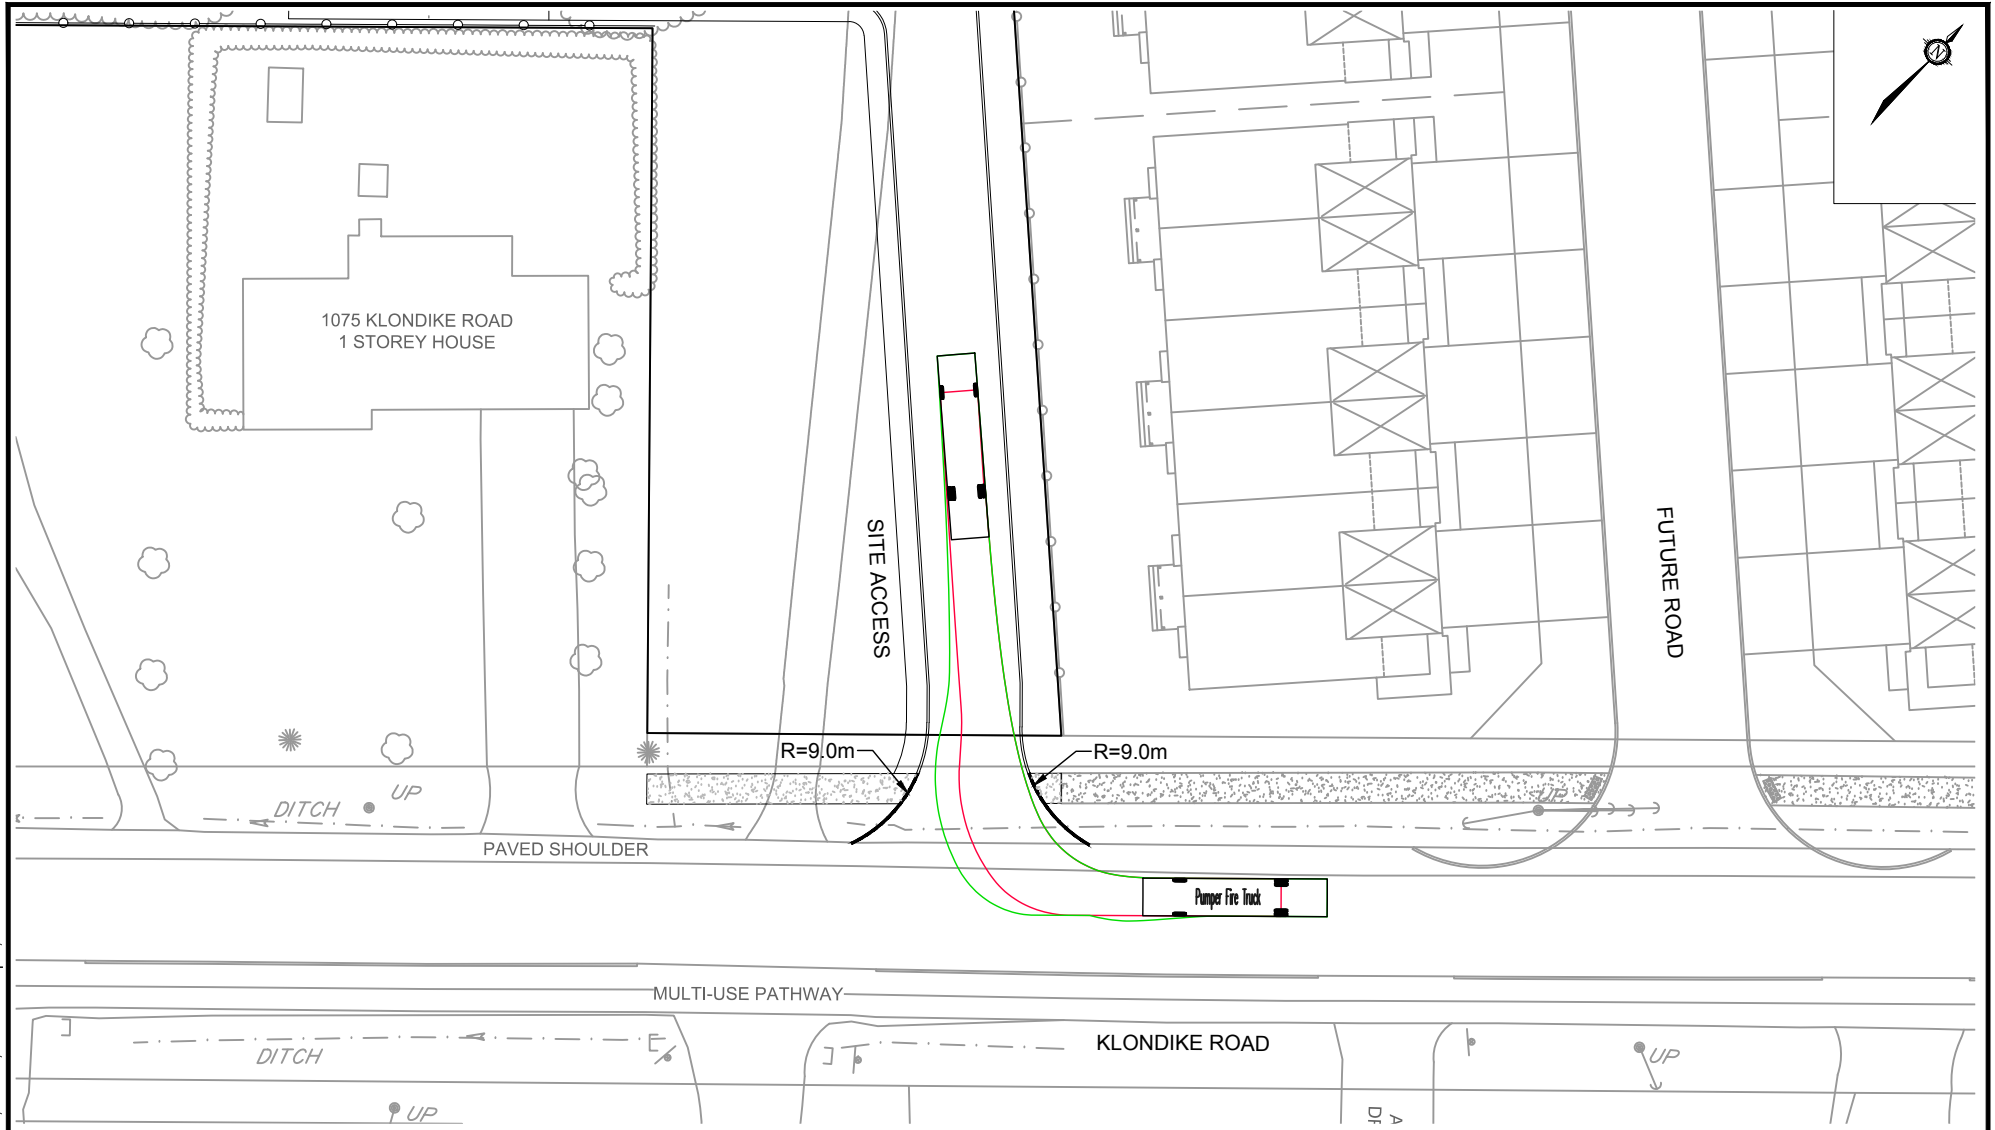 N
1075 KLONDIKE ROAD
1 STOREY HOUSE
SITE ACCESS
FUTURE ROAD
R=9.0m
R=9.0m
DITCH
UP
UP
PAVED SHOULDER
Pumper Fire Truck
MULTI-USE PATHWAY
KLONDIKE ROAD
DITCH
UP
UP